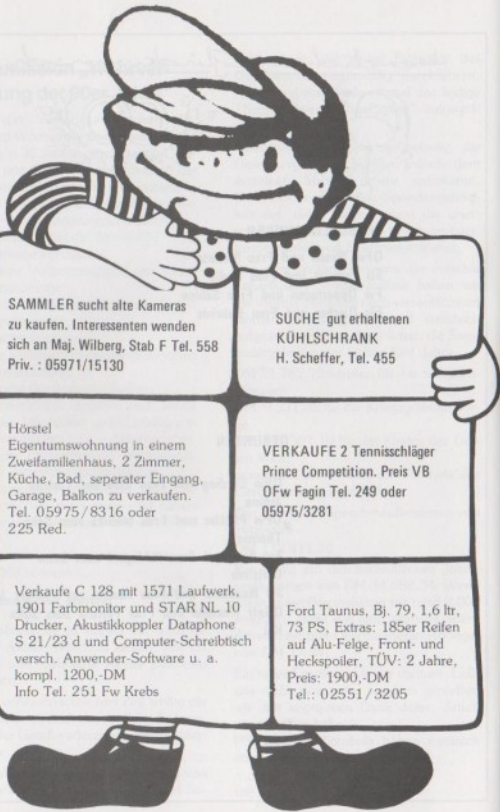 SAMMLER sucht alte Kameras
zu kaufen. Interessenten wenden
sich an Maj. Wilberg, Stab F Tel. 558
Priv. : 05971/15130
SUCHE gut erhaltenen
KÜHLSCHRANK
H. Scheffer, Tel. 455
Hörstel
Eigentumswohnung in einem
Zweifamilienhaus, 2 Zimmer,
Küche, Bad, seperater Eingang,
Garage, Balkon zu verkaufen.
Tel. 05975/8316 oder
225 Red.
VERKAUFE 2 Tennisschläger
Prince Competition. Preis VB
OFw Fagin Tel. 249 oder
05975/3281
Verkaufe C 128 mit 1571 Laufwerk,
1901 Farbmonitor und STAR NL 10
Drucker, Akustikkoppler Dataphone
S 21/23 d und Computer-Schreibtisch
versch. Anwender-Software u. a.
kompl. 1200,-DM
Info Tel. 251 Fw Krebs
Ford Taunus, Bj. 79, 1,6 ltr,
73 PS, Extras: 185er Reifen
auf Alu-Felge, Front- und
Heckspoiler, TÜV: 2 Jahre,
Preis: 1900,-DM
Tel.: 02551/3205